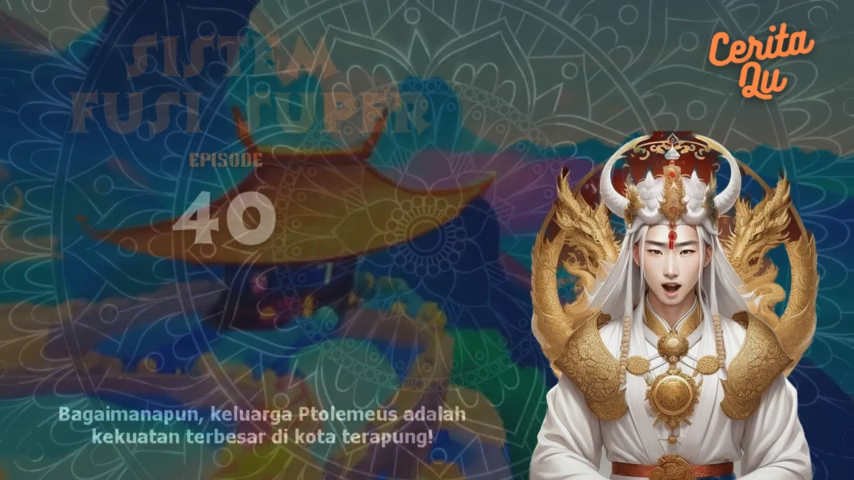 SISTEM
FUSI SUPER
EPISODE
40
Cerita
Qu
Bagaimanapun, keluarga Ptolemeus adalah
kekuatan terbesar di kota terapung!